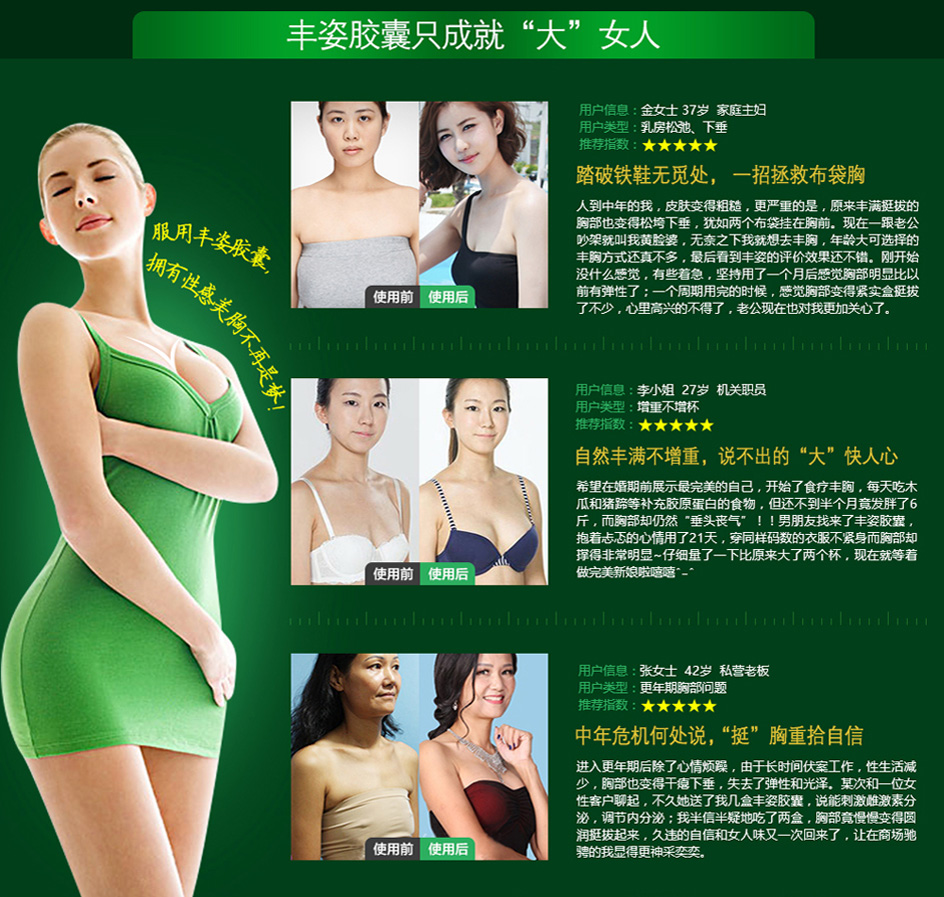 丰姿胶囊只成就“大”女人
服用丰姿胶囊，
拥有性感美胸不再是梦！
使用前 使用后
用户信息：金女士 37岁 家庭主妇
用户类型：乳房松弛、下垂
推荐指数：★★★★★
踏破铁鞋无觅处，一招拯救布袋胸
人到中年的我，皮肤变得粗糙，更严重的是，原来丰满挺拔的
胸部也变得松垮下垂，犹如两个布袋挂在胸前。现在一跟老公
吵架就叫我黄脸婆，无奈之下我就想去丰胸，年龄大可选择的
丰胸方式还真不多，最后看到丰姿的评价效果还不错。刚开始
没什么感觉，有些着急，坚持用了一个月后感觉胸部明显比以
前有弹性了；一个周期用完的时候，感觉胸部变得紧实盒挺拔
了不少，心里高兴的不得了，老公现在也对我更加关心了。
使用前 使用后
用户信息：李小姐 27岁 机关职员
用户类型：增重不增杯
推荐指数：★★★★★
自然丰满不增重，说不出的“大”快人心
希望在婚期前展示最完美的自己，开始了食疗丰胸，每天吃木
瓜和猪蹄等补充胶原蛋白的食物，但还不到半个月竟发胖了6
斤，而胸部却仍然“垂头丧气”！！男朋友找来了丰姿胶囊，
抱着忐忑的心情用了21天，穿同样码数的衣服不紧身而胸部却
撑得非常明显~仔细量了一下比原来大了两个杯，现在就等着
做完美新娘啦嘻嘻^-^
使用前 使用后
用户信息：张女士 42岁 私营老板
用户类型：更年期胸部问题
推荐指数：★★★★★
中年危机何处说，“挺”胸重拾自信
进入更年期后除了心情烦躁，由于长时间伏案工作，性生活减
少，胸部也变得干瘪下垂，失去了弹性和光泽。某次和一位女
性客户聊起，不久她送了我几盒丰姿胶囊，说能刺激雌激素分
泌，调节内分泌；我半信半疑地吃了两盒，胸部竟慢慢变得圆
润挺拔起来，久违的自信和女人味又一次回来了，让在商场驰
骋的我显得更神采奕奕。